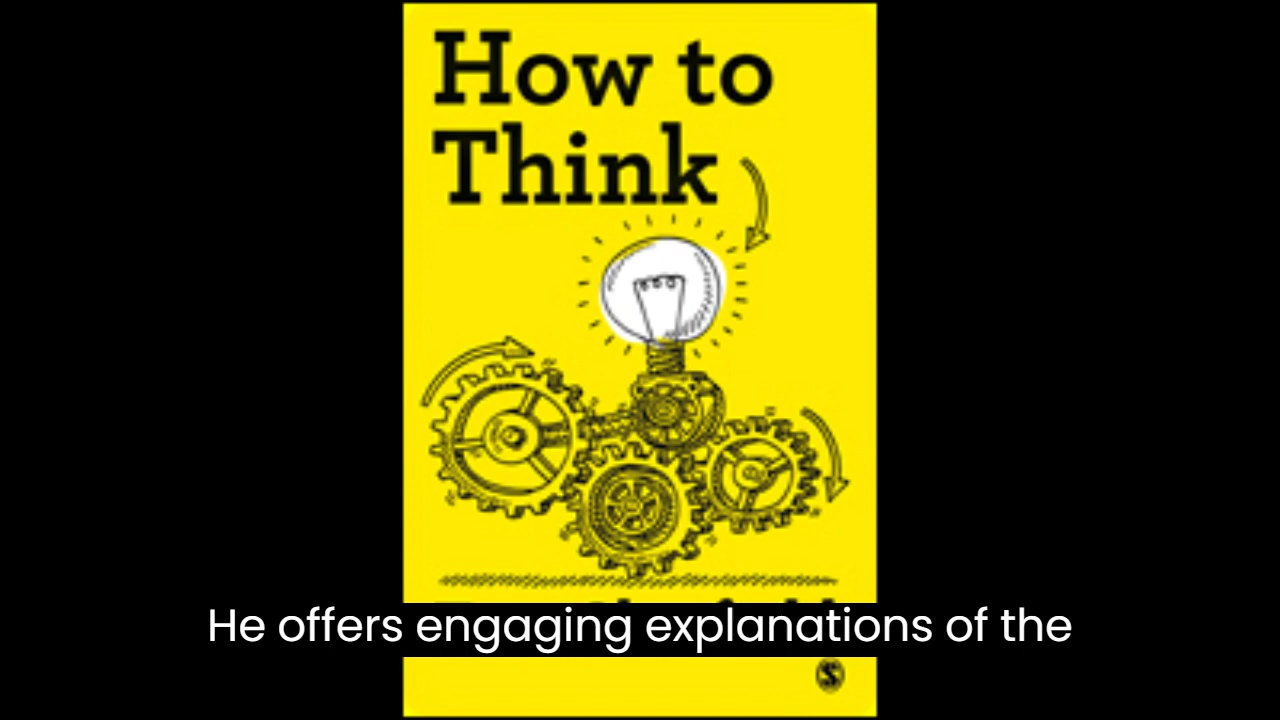 How to
Think
He offers engaging explanations of the